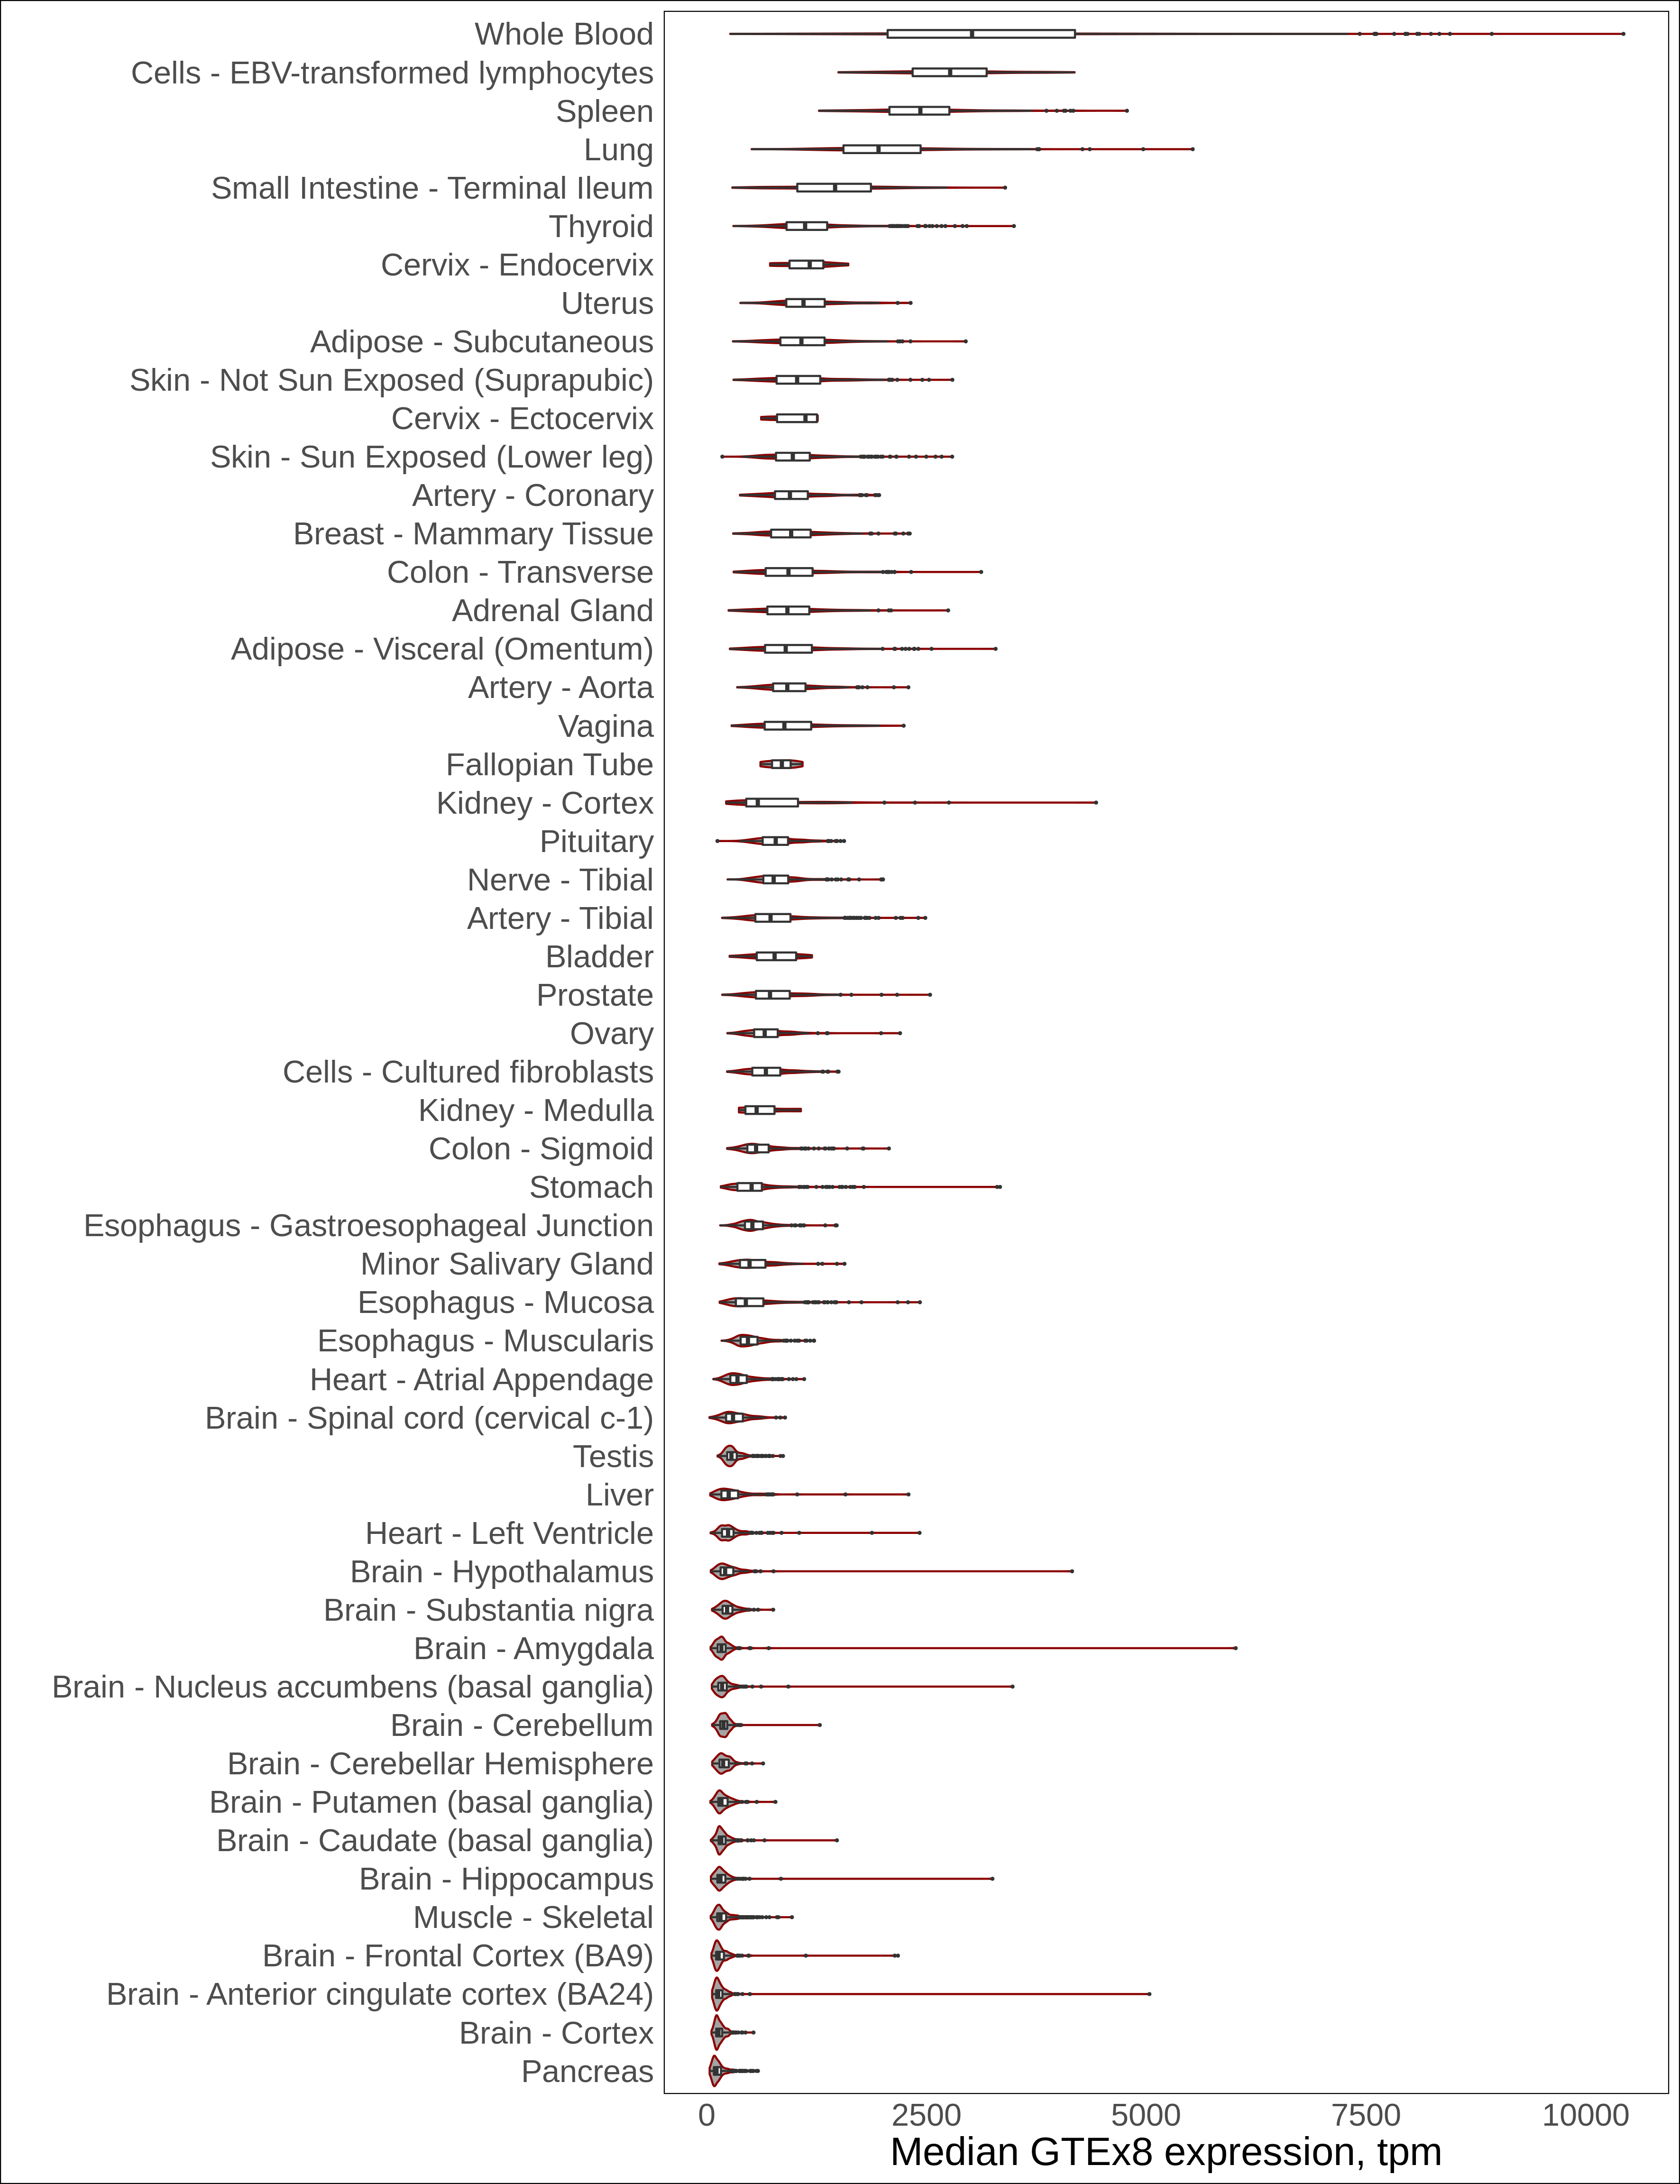 Whole Blood
Cells - EBV-transformed lymphocytes
Spleen
Lung
Small Intestine - Terminal Ileum
Thyroid
Cervix - Endocervix
Uterus
Adipose - Subcutaneous
Skin - Not Sun Exposed (Suprapubic)
Cervix - Ectocervix
Skin - Sun Exposed (Lower leg)
Artery - Coronary
Breast - Mammary Tissue
Colon - Transverse
Adrenal Gland
Adipose - Visceral (Omentum)
Artery - Aorta
Vagina
Fallopian Tube
Kidney - Cortex
Pituitary
Nerve - Tibial
Artery - Tibial
Bladder
Prostate
Ovary
Cells - Cultured fibroblasts
Kidney - Medulla
Colon - Sigmoid
Stomach
Esophagus - Gastroesophageal Junction
Minor Salivary Gland
Esophagus - Mucosa
Esophagus - Muscularis
Heart - Atrial Appendage
Brain - Spinal cord (cervical c-1)
Testis
Liver
Heart - Left Ventricle
Brain - Hypothalamus
Brain - Substantia nigra
Brain - Amygdala
Brain - Nucleus accumbens (basal ganglia)
Brain - Cerebellum
Brain - Cerebellar Hemisphere
Brain - Putamen (basal ganglia)
Brain - Caudate (basal ganglia)
Brain - Hippocampus
Muscle - Skeletal
Brain - Frontal Cortex (BA9)
Brain - Anterior cingulate cortex (BA24)
Brain - Cortex
Pancreas
0 2500 5000 7500 10000
Median GTEx8 expression, tpm